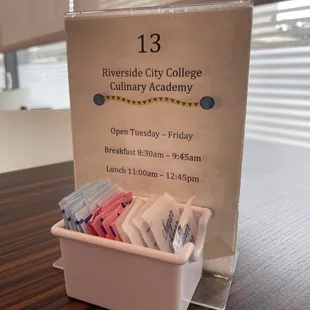 13
Riverside City College
Culinary Academy
Open Tuesday – Friday
Breakfast 8:30am – 9:45am
Lunch 11:00am – 12:45pm